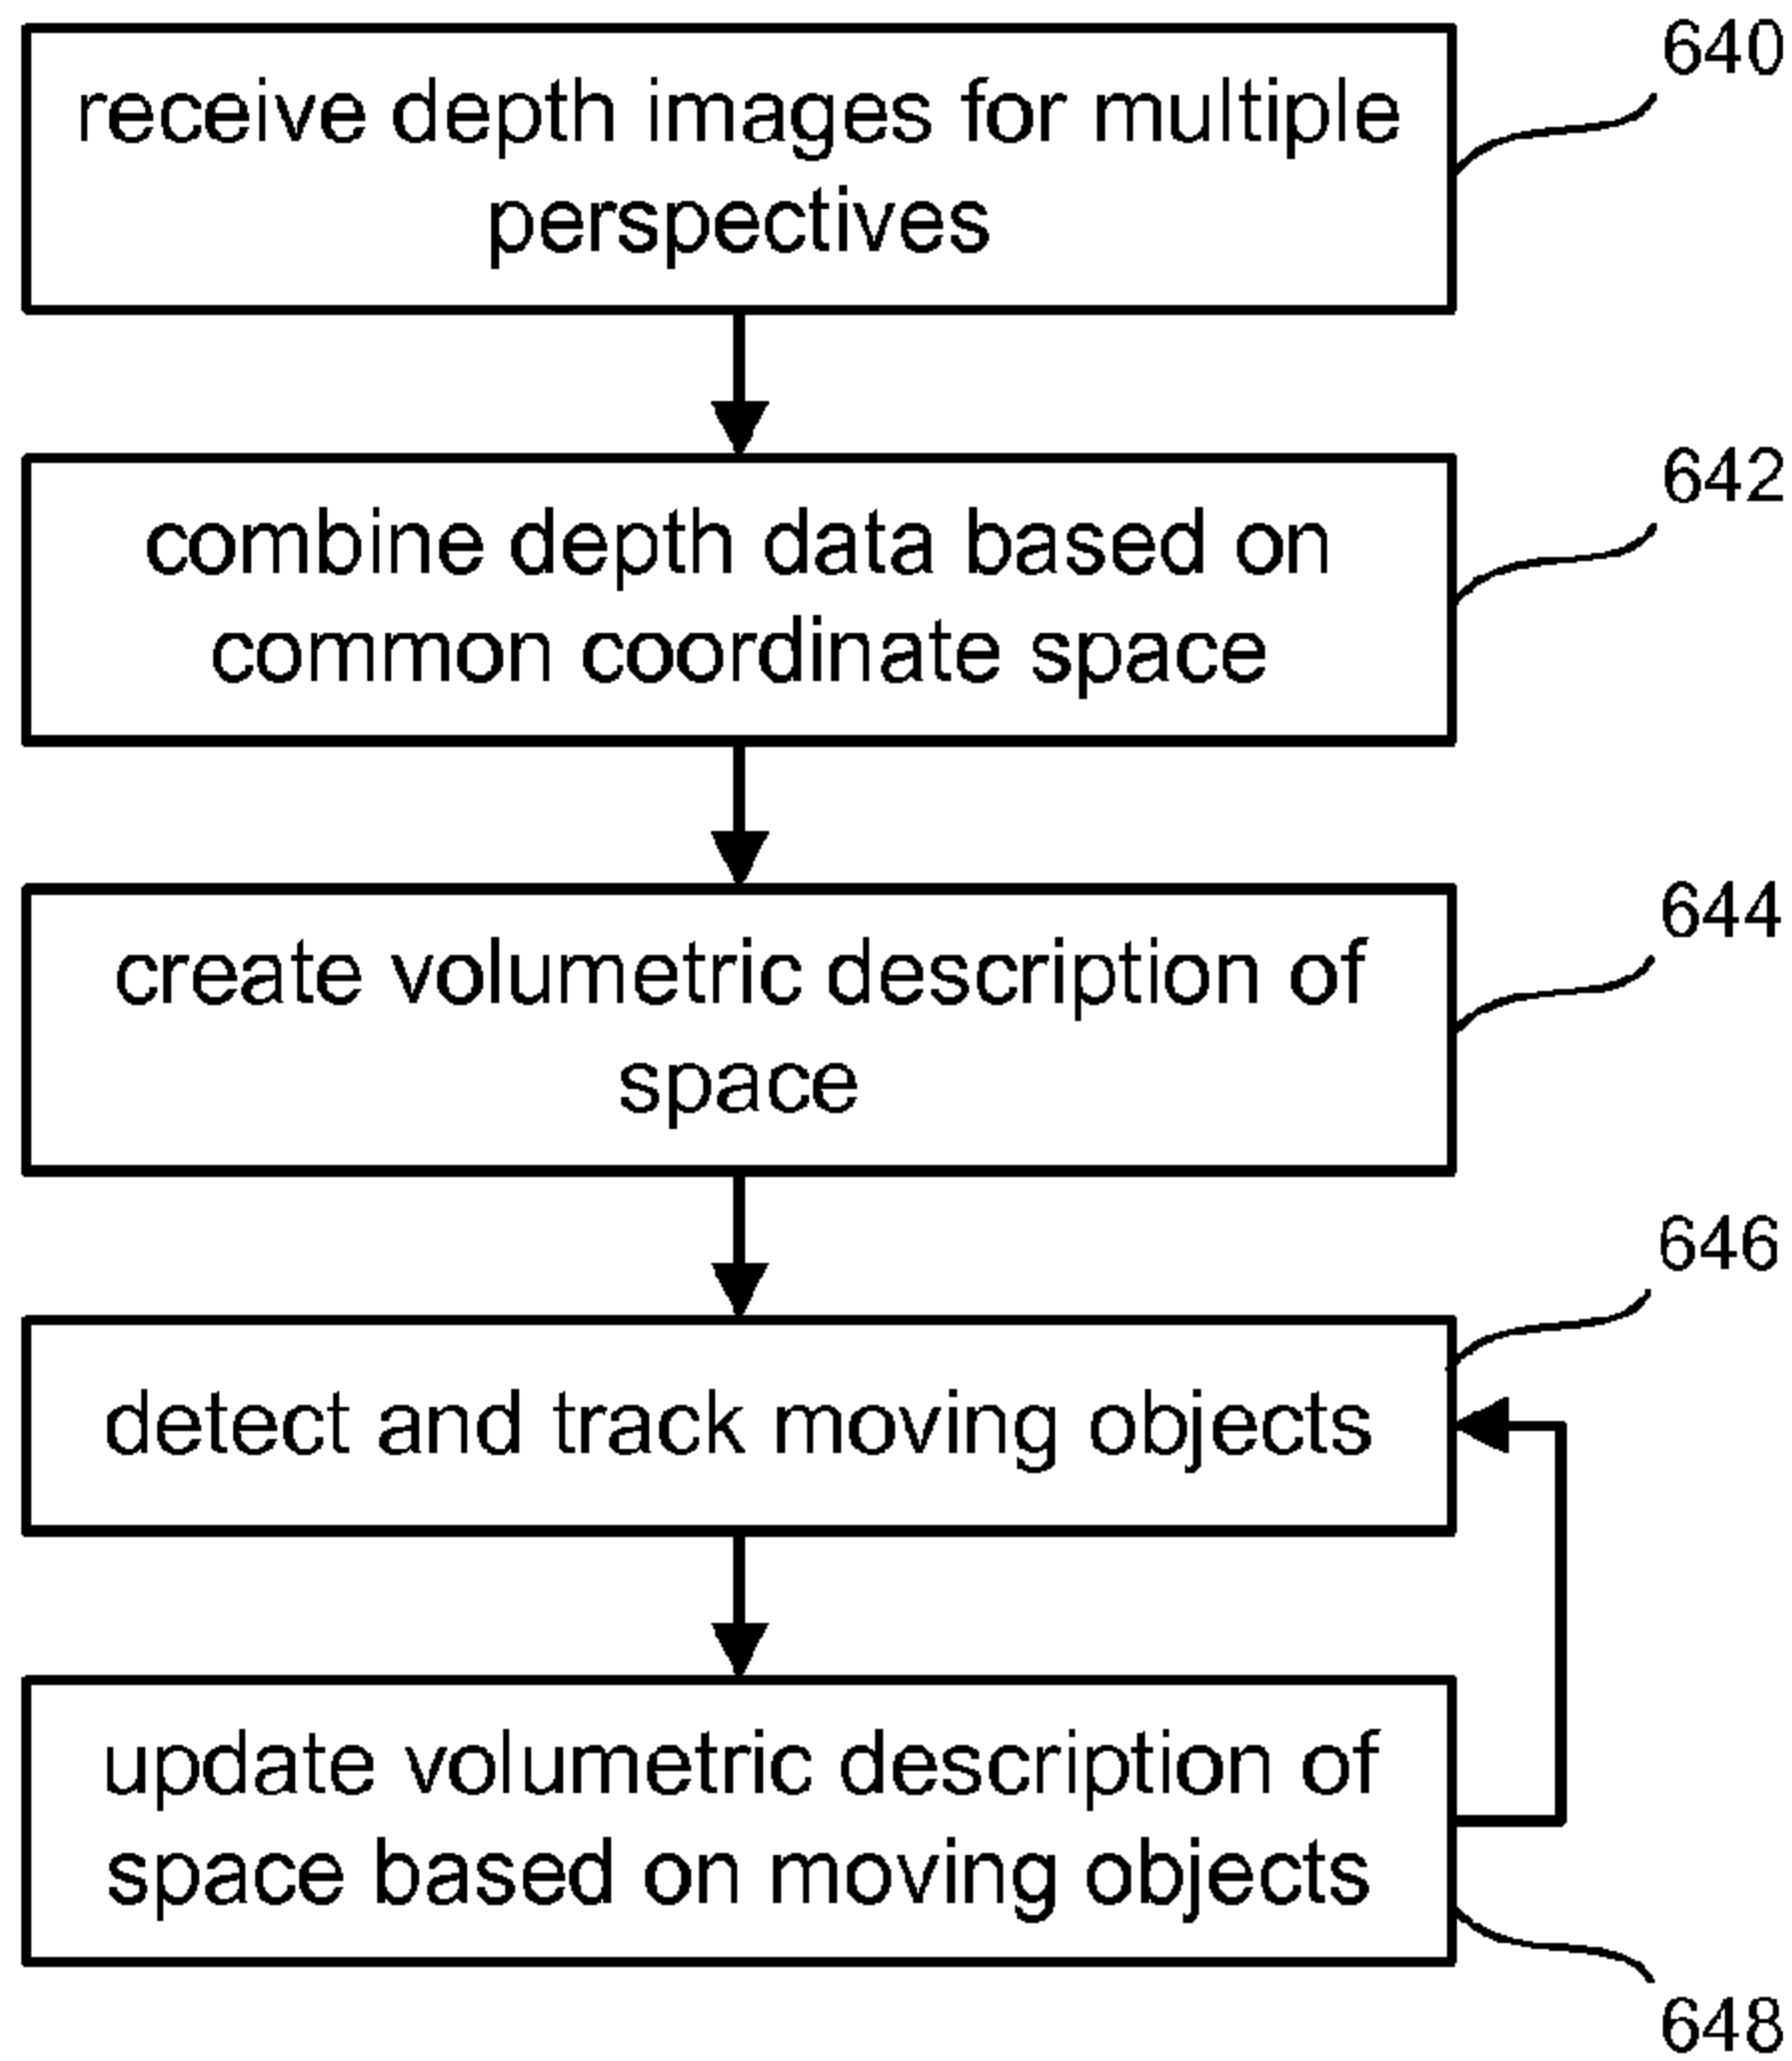 640
receive depth images for multiple
perspectives
642
combine depth data based on
common coordinate space
644
create volumetric description of
space
646
detect and track moving objects
update volumetric description of
space based on moving objects
648